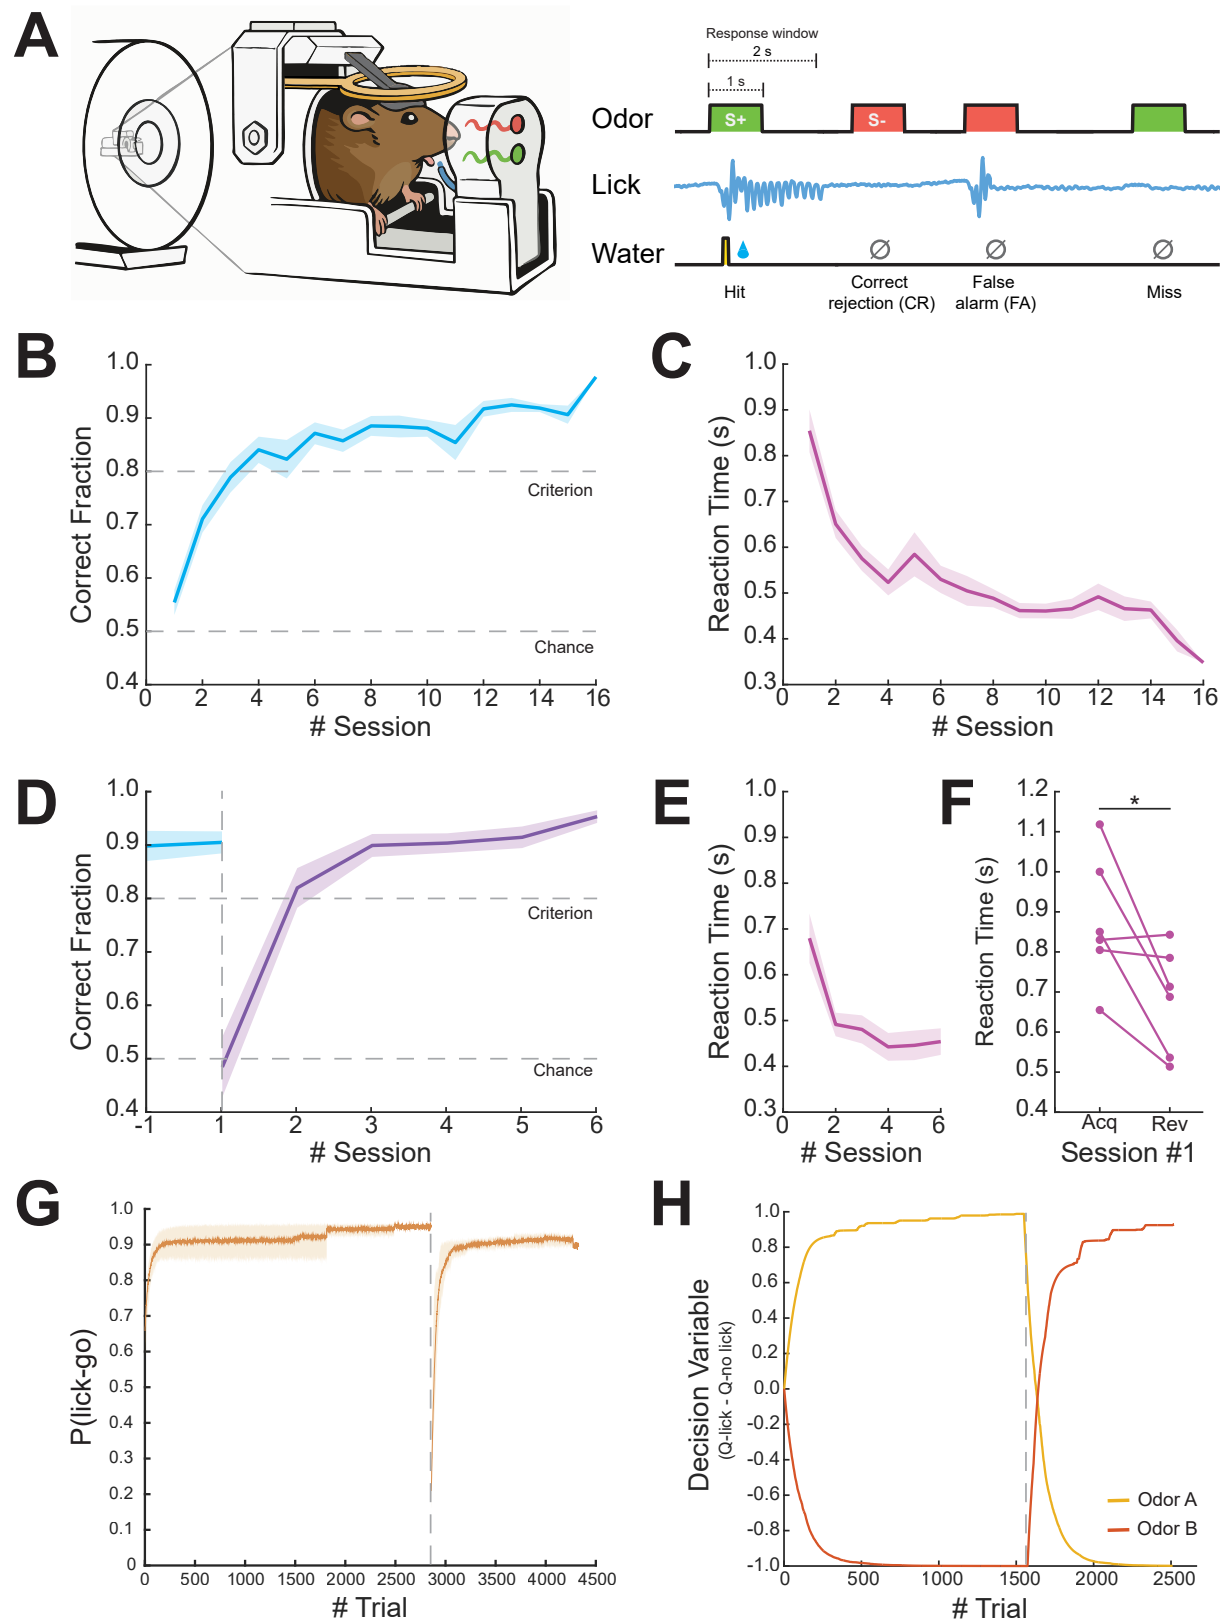 A
Response window
2 s
1 s
Odor
S+
S-
Lick
Water
Hit
Correct
rejection (CR)
False
alarm (FA)
Miss
B
1.0
0.9
0.8
0.7
0.6
0.5
0.4
Correct Fraction
Criterion
Chance
0 2 4 6 8 10 12 14 16
# Session
C
1.0
0.9
0.8
0.7
0.6
0.5
0.4
0.3
Reaction Time (s)
0 2 4 6 8 10 12 14 16
# Session
D
1.0
0.9
0.8
0.7
0.6
0.5
0.4
Correct Fraction
Criterion
Chance
-1 1 2 3 4 5 6
# Session
E
1.0
0.9
0.8
0.7
0.6
0.5
0.4
0.3
Reaction Time (s)
0 2 4 6
# Session
F
1.2
1.1
1.0
0.9
0.8
0.7
0.6
0.5
0.4
Reaction Time (s)
*
Acq Rev
Session #1
G
1.0
0.9
0.8
0.7
0.6
0.5
0.4
0.3
0.2
0.1
0
P(lick-go)
0 500 1000 1500 2000 2500 3000 3500 4000 4500
# Trial
H
1.0
0.8
0.6
0.4
0.2
0.0
-0.2
-0.4
-0.6
-0.8
-1.0
Decision Variable
(Q-lick - Q-no lick)
Odor A
Odor B
0 500 1000 1500 2000 2500
# Trial